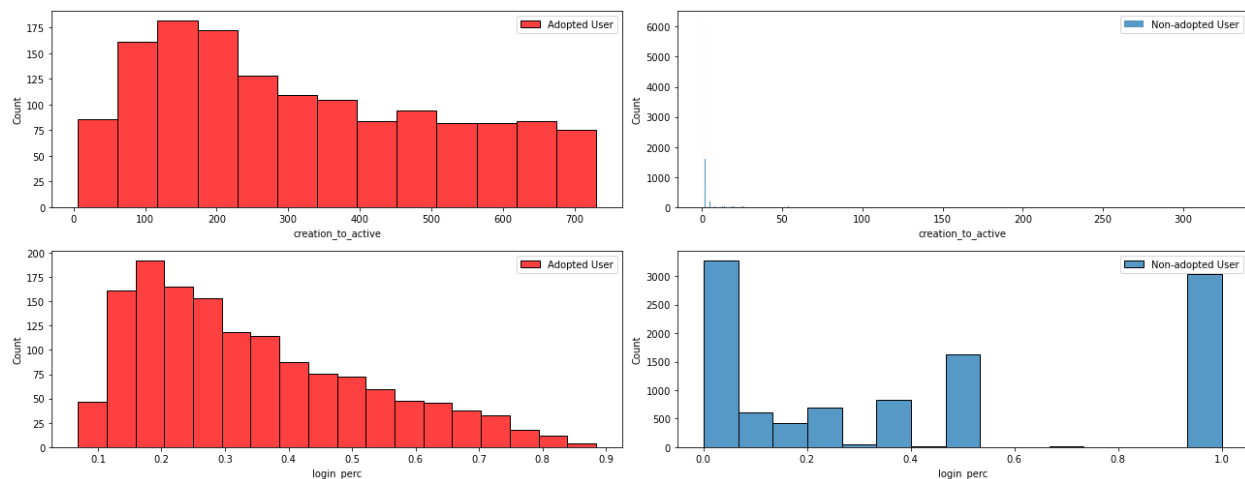 175
150
125
100
75
50
25
0
Count
Adopted User
0 100 200 300 400 500 600 700
creation_to_active
6000
5000
4000
3000
2000
1000
0
Count
Non-adopted User
0 50 100 150 200 250 300
creation_to_active
200
175
150
125
100
75
50
25
0
Count
Adopted User
0.1 0.2 0.3 0.4 0.5 0.6 0.7 0.8 0.9
login_perc
3000
2500
2000
1500
1000
500
0
Count
Non-adopted User
0.0 0.2 0.4 0.6 0.8 1.0
login_perc